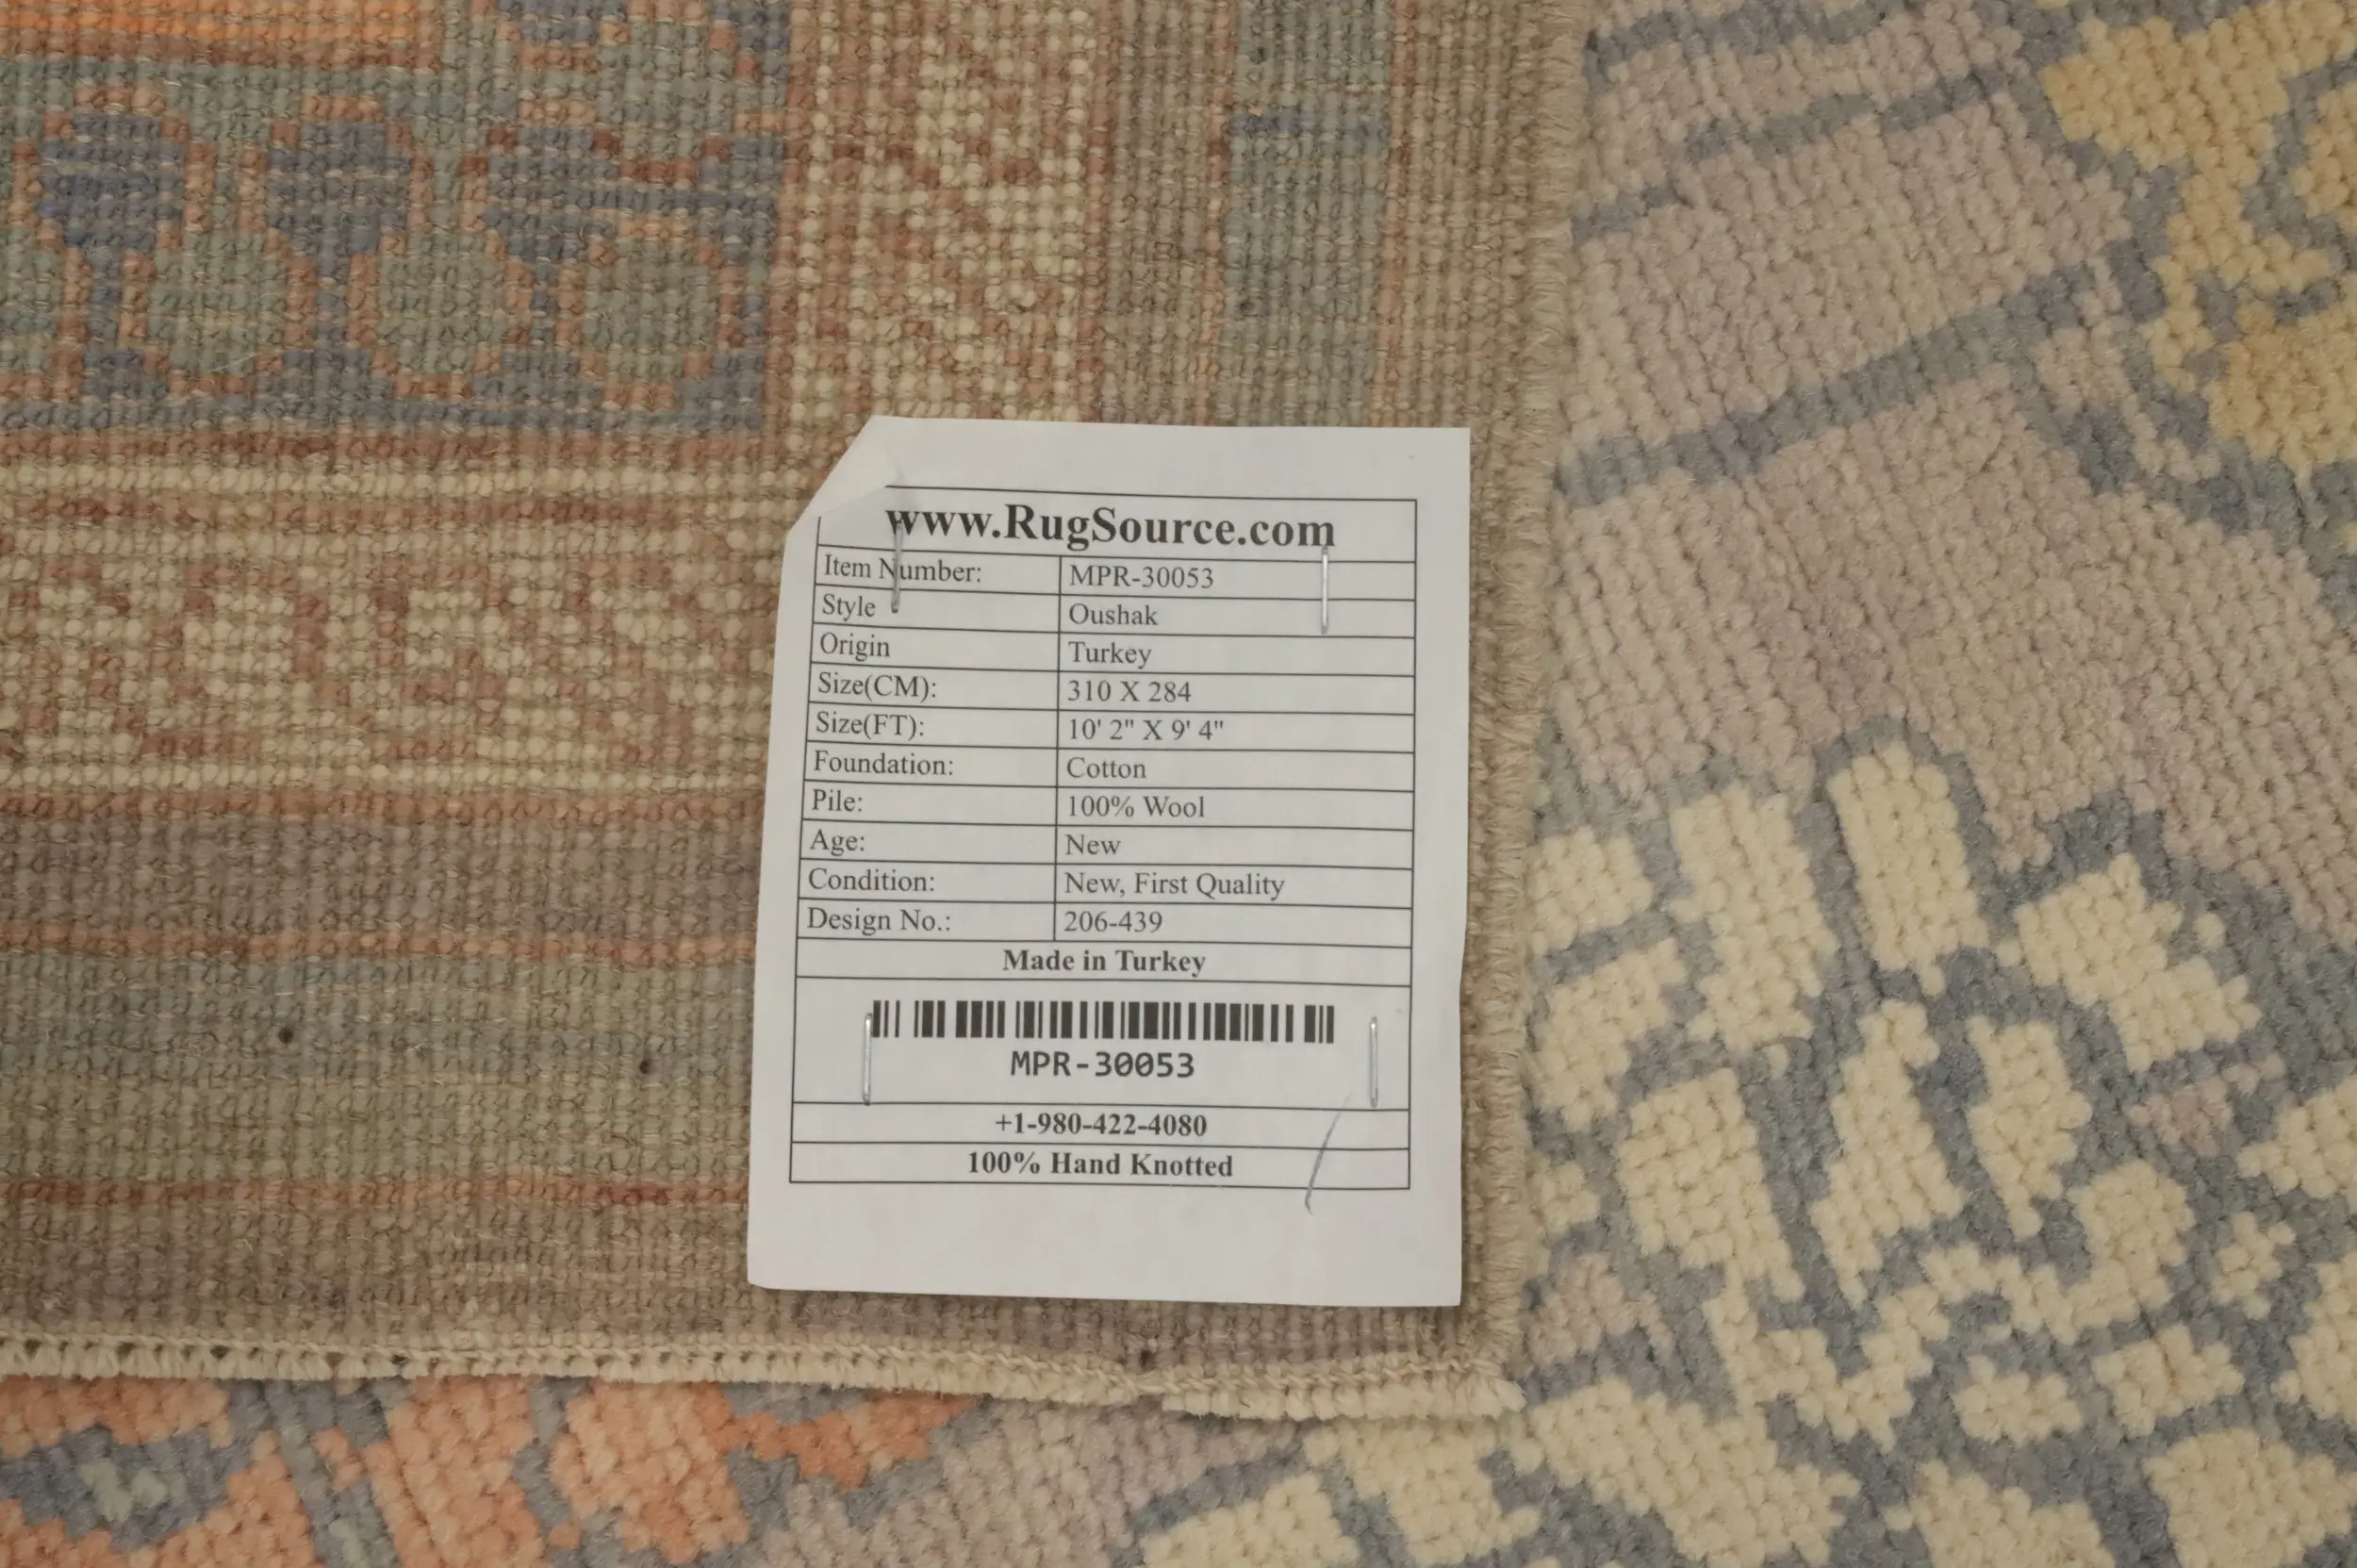 www.RugSource.com
Item Number: MPR-30053
Style Oushak
Origin Turkey
Size(CM): 310 X 284
Size(FT): 10' 2" X 9' 4"
Foundation: Cotton
Pile: 100% Wool
Age: New
Condition: New, First Quality
Design No.: 206-439
Made in Turkey
MPR-30053
+1-980-422-4080
100% Hand Knotted